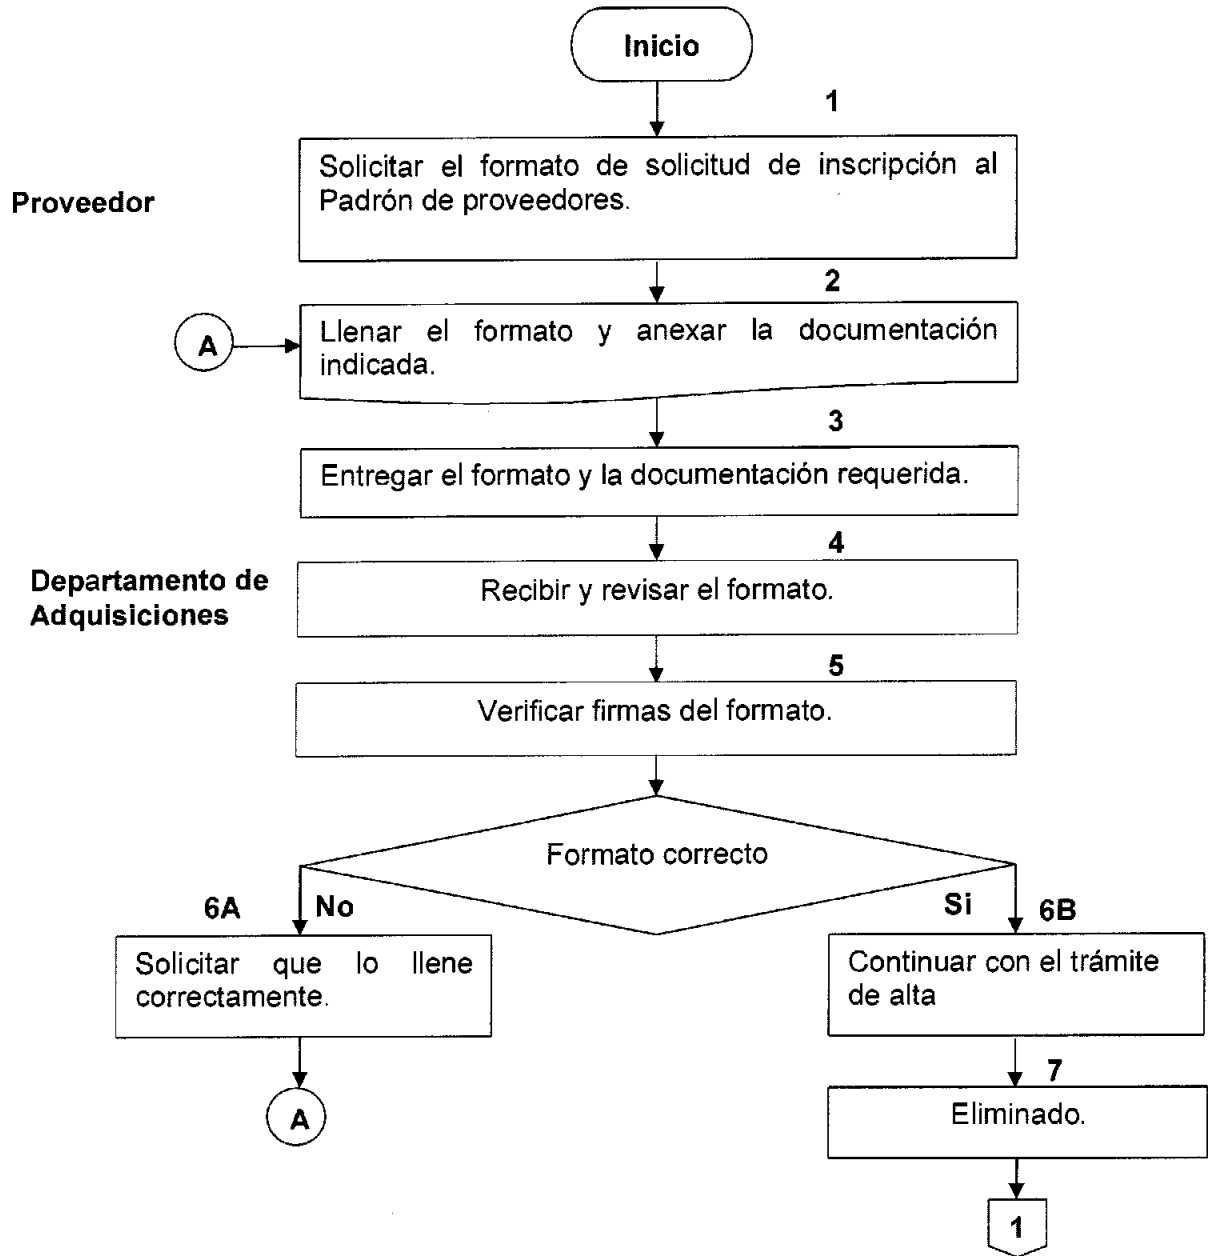 Inicio
1
Solicitar el formato de solicitud de inscripción al
Padrón de proveedores.
Proveedor
2
Llenar el formato y anexar la documentación
indicada.
A
3
Entregar el formato y la documentación requerida.
4
Departamento de
Adquisiciones
Recibir y revisar el formato.
5
Verificar firmas del formato.
Formato correcto
6A
No
Si
6B
Solicitar que lo llene
correctamente.
Continuar con el trámite
de alta
7
A
Eliminado.
1